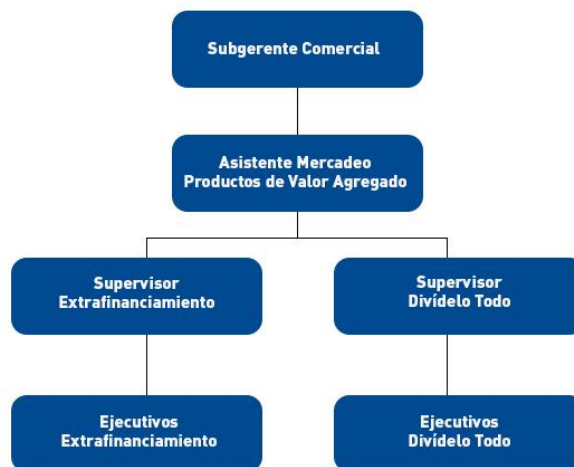 Subgerente Comercial
Asistente Mercadeo
Productos de Valor Agregado
Supervisor
Extrafinanciamiento
Supervisor
Divídelo Todo
Ejecutivos
Extrafinanciamiento
Ejecutivos
Divídelo Todo